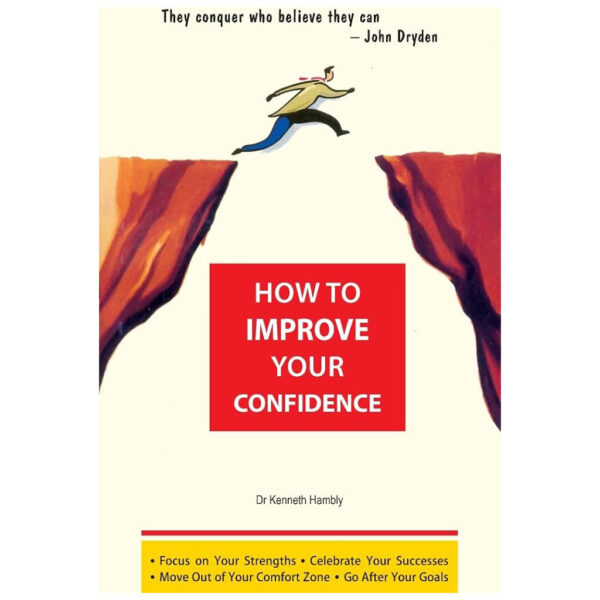 They conquer who believe they can
– John Dryden
HOW TO
IMPROVE
YOUR
CONFIDENCE
Dr Kenneth Hambly
• Focus on Your Strengths • Celebrate Your Successes
• Move Out of Your Comfort Zone • Go After Your Goals